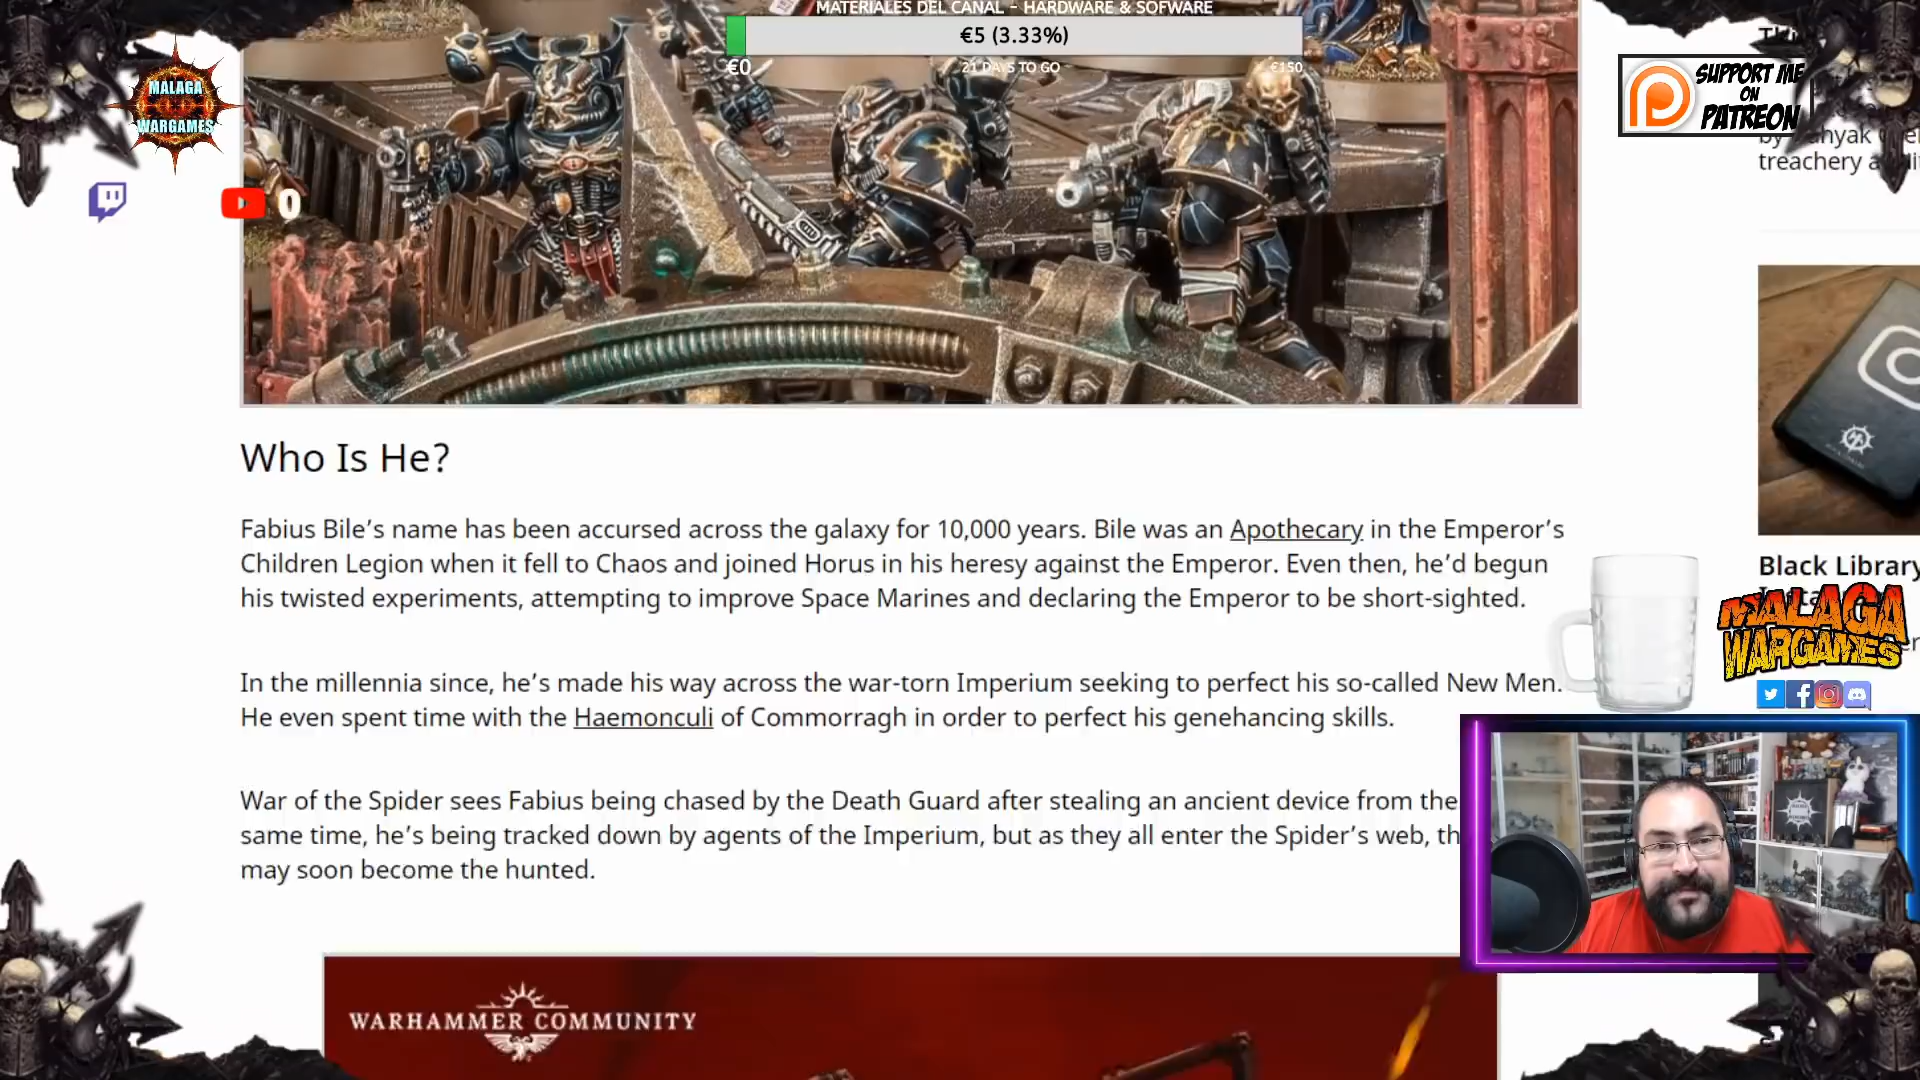 MATERIALES DEL CANAL - HARDWARE & SOFWARE
€5 (3.33%)
€0
21 DAYS TO GO
€150
MALAGA
WARGAMES
0
SUPPORT ME
ON
PATREON
treachery
Who Is He?
Fabius Bile’s name has been accursed across the galaxy for 10,000 years. Bile was an Apothecary in the Emperor’s
Children Legion when it fell to Chaos and joined Horus in his heresy against the Emperor. Even then, he’d begun
his twisted experiments, attempting to improve Space Marines and declaring the Emperor to be short-sighted.
In the millennia since, he’s made his way across the war-torn Imperium seeking to perfect his so-called New Men.
He even spent time with the Haemonculi of Commorragh in order to perfect his genehancing skills.
War of the Spider sees Fabius being chased by the Death Guard after stealing an ancient device from the
same time, he’s being tracked down by agents of the Imperium, but as they all enter the Spider’s web, th
may soon become the hunted.
Black Library
MALAGA
WARGAMES
WARHAMMER COMMUNITY